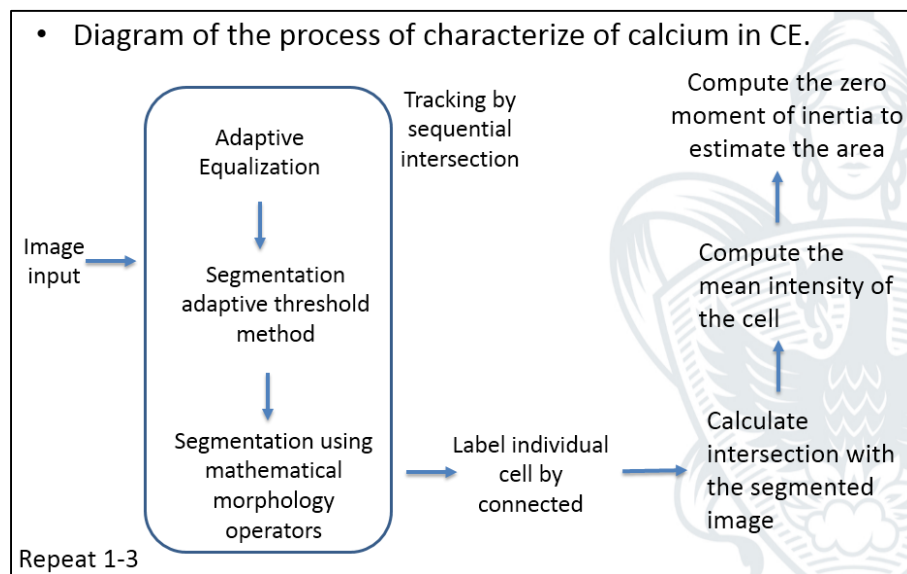 • Diagram of the process of characterize of calcium in CE.
Image
input
Adaptive
Equalization
Segmentation
adaptive threshold
method
Segmentation using
mathematical
morphology
operators
Tracking by
sequential
intersection
Label individual
cell by
connected
Calculate
intersection with
the segmented
image
Compute the
mean intensity of
the cell
Compute the zero
moment of inertia to
estimate the area
Repeat 1-3